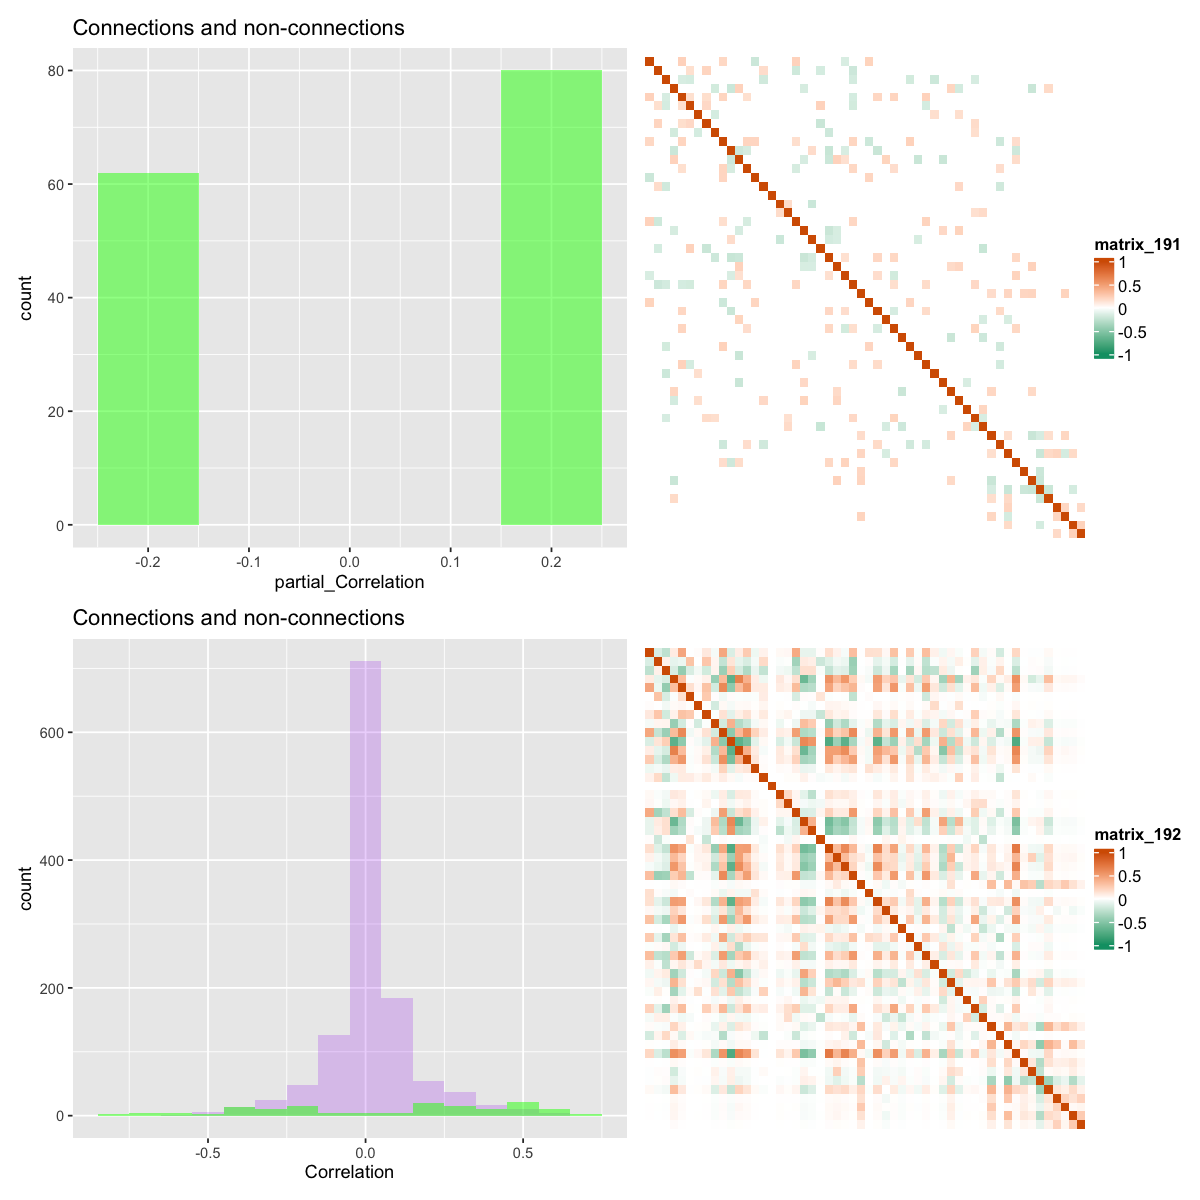 Connections and non-connections
80
60
40
20
0
count
-0.2 -0.1 0.0 0.1 0.2
partial_Correlation
matrix_191
1
0.5
0
-0.5
-1
Connections and non-connections
600
400
200
0
count
-0.5 0.0 0.5
Correlation
matrix_192
1
0.5
0
-0.5
-1